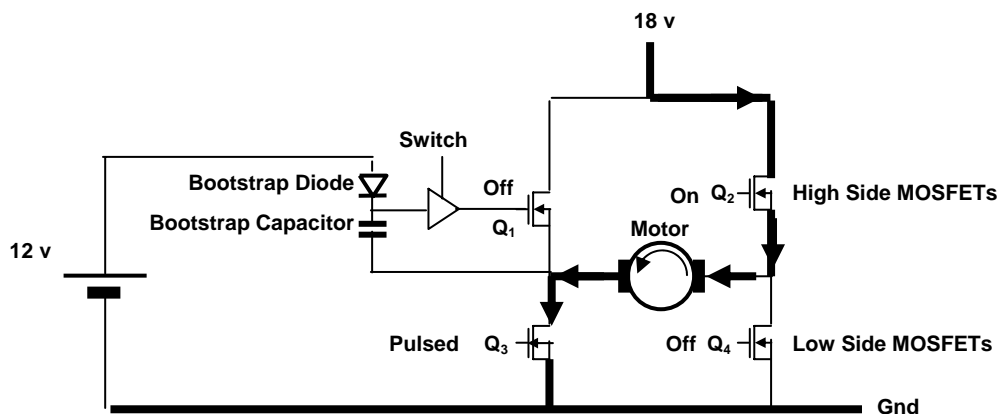 18 v
Switch
Bootstrap Diode
Off
On
Q2
High Side MOSFETs
Bootstrap Capacitor
Q1
Motor
12 v
Pulsed
Q3
Off
Q4
Low Side MOSFETs
Gnd